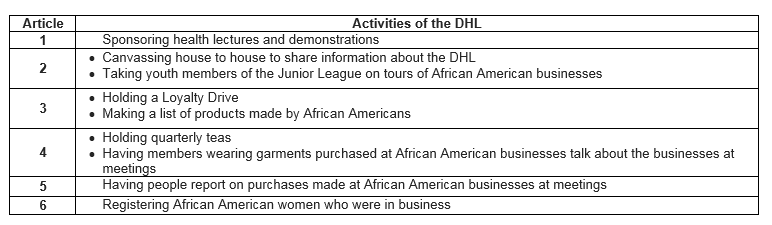 Article Activities of the DHL
1 Sponsoring health lectures and demonstrations
• Canvassing house to house to share information about the DHL
2
• Taking youth members of the Junior League on tours of African American businesses
• Holding a Loyalty Drive
3
• Making a list of products made by African Americans
• Holding quarterly teas
4
• Having members wearing garments purchased at African American businesses talk about the businesses at
meetings
5 Having people report on purchases made at African American businesses at meetings
6 Registering African American women who were in business